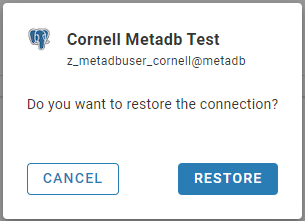 Cornell Metadb Test
z_metadbuser_cornell@metadb
Do you want to restore the connection?
CANCEL RESTORE